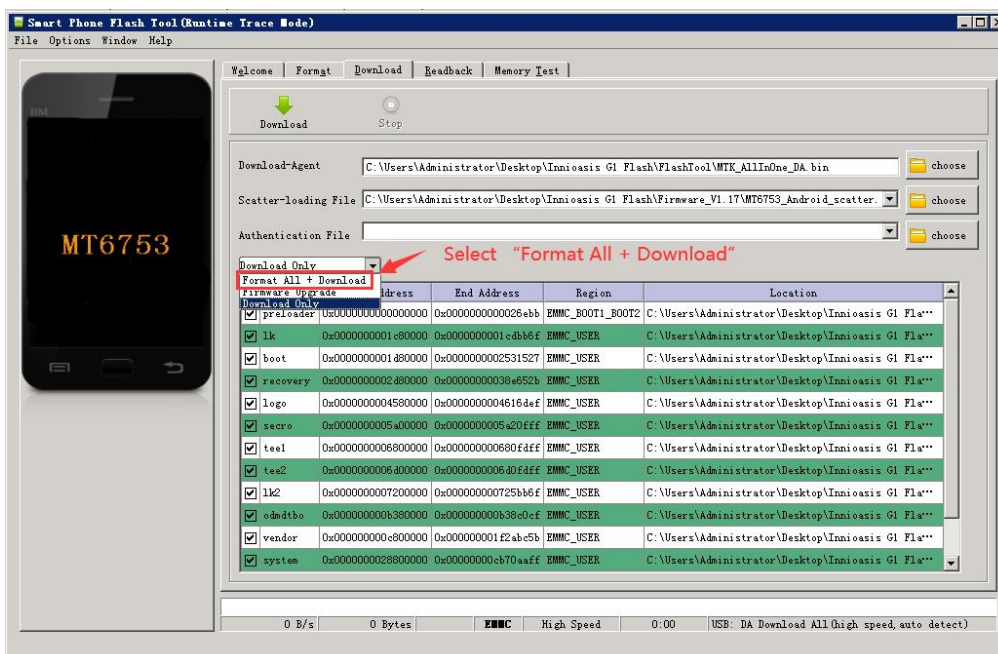 Smart Phone Flash Tool(Runtime Trace Mode)
File Options Window Help
Welcome Format Download Readback Memory Test
BM
Download Stop
Download-Agent C:\Users\Administrator\Desktop\Innioasis G1 Flash\FlashTool\MTK_AllInOne_DA.bin choose
Scatter-loading File C:\Users\Administrator\Desktop\Innioasis G1 Flash\Firmware_V1.17\MT6753_Android_scatter. choose
Authentication File choose
MT6753
Select “Format All + Download”
Download Only
Format All + Download
Firmware Upgrade
Download Only
ddress End Address Region Location
preloader 0x0000000000000000 0x0000000000026ebb EMMC_BOOT1_BOOT2 C:\Users\Administrator\Desktop\Innioasis G1 Fla···
lk 0x0000000001c80000 0x0000000001cdbb6f EMMC_USER C:\Users\Administrator\Desktop\Innioasis G1 Fla···
boot 0x0000000001d80000 0x0000000002531527 EMMC_USER C:\Users\Administrator\Desktop\Innioasis G1 Fla···
recovery 0x0000000002d80000 0x00000000038e652b EMMC_USER C:\Users\Administrator\Desktop\Innioasis G1 Fla···
logo 0x0000000004580000 0x0000000004616def EMMC_USER C:\Users\Administrator\Desktop\Innioasis G1 Fla···
secro 0x0000000005a00000 0x0000000005a20fff EMMC_USER C:\Users\Administrator\Desktop\Innioasis G1 Fla···
tee1 0x0000000006800000 0x000000000680fdff EMMC_USER C:\Users\Administrator\Desktop\Innioasis G1 Fla···
tee2 0x0000000006d00000 0x0000000006d0fdff EMMC_USER C:\Users\Administrator\Desktop\Innioasis G1 Fla···
lk2 0x0000000007200000 0x000000000725bb6f EMMC_USER C:\Users\Administrator\Desktop\Innioasis G1 Fla···
odmdtbo 0x000000000b380000 0x000000000b38c0cf EMMC_USER C:\Users\Administrator\Desktop\Innioasis G1 Fla···
vendor 0x000000000c800000 0x000000001f2abc5b EMMC_USER C:\Users\Administrator\Desktop\Innioasis G1 Fla···
system 0x0000000028800000 0x00000000cb70aaff EMMC_USER C:\Users\Administrator\Desktop\Innioasis G1 Fla···
0 B/s 0 Bytes EMMC High Speed 0:00 USB: DA Download All(high speed,auto detect)